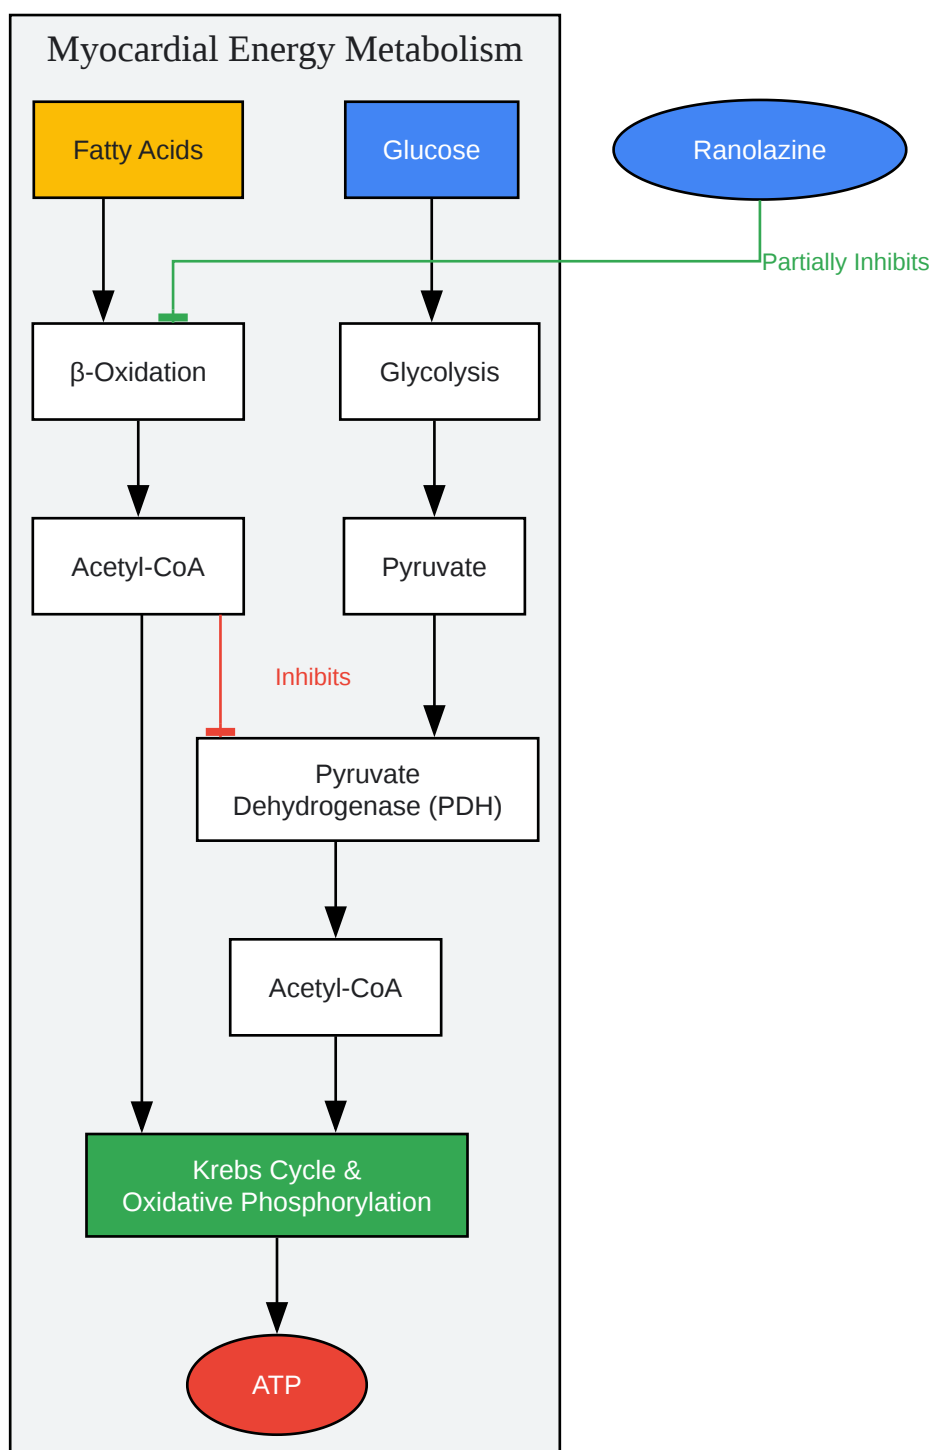 Myocardial Energy Metabolism
Fatty Acids
Glucose
Ranolazine
Partially Inhibits
β-Oxidation
Glycolysis
Acetyl-CoA
Pyruvate
Inhibits
Pyruvate
Dehydrogenase (PDH)
Acetyl-CoA
Krebs Cycle &
Oxidative Phosphorylation
ATP